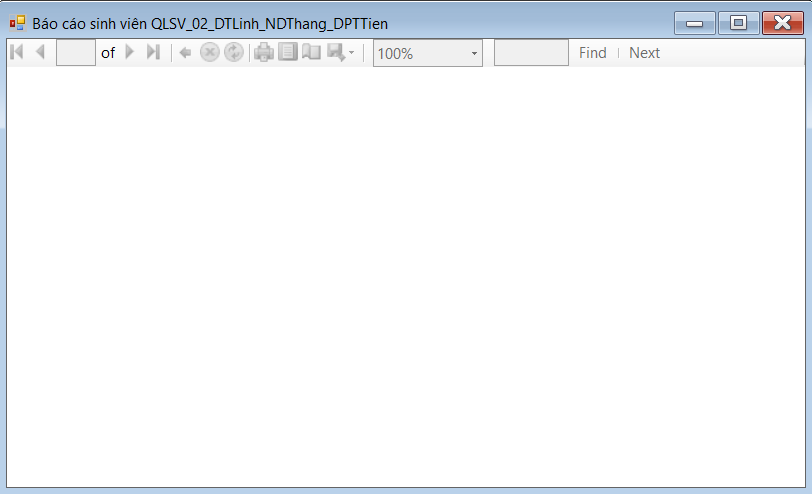 Báo cáo sinh viên QLSV_02_DTLinh_NDThang_DPTTien
of 100% Find Next